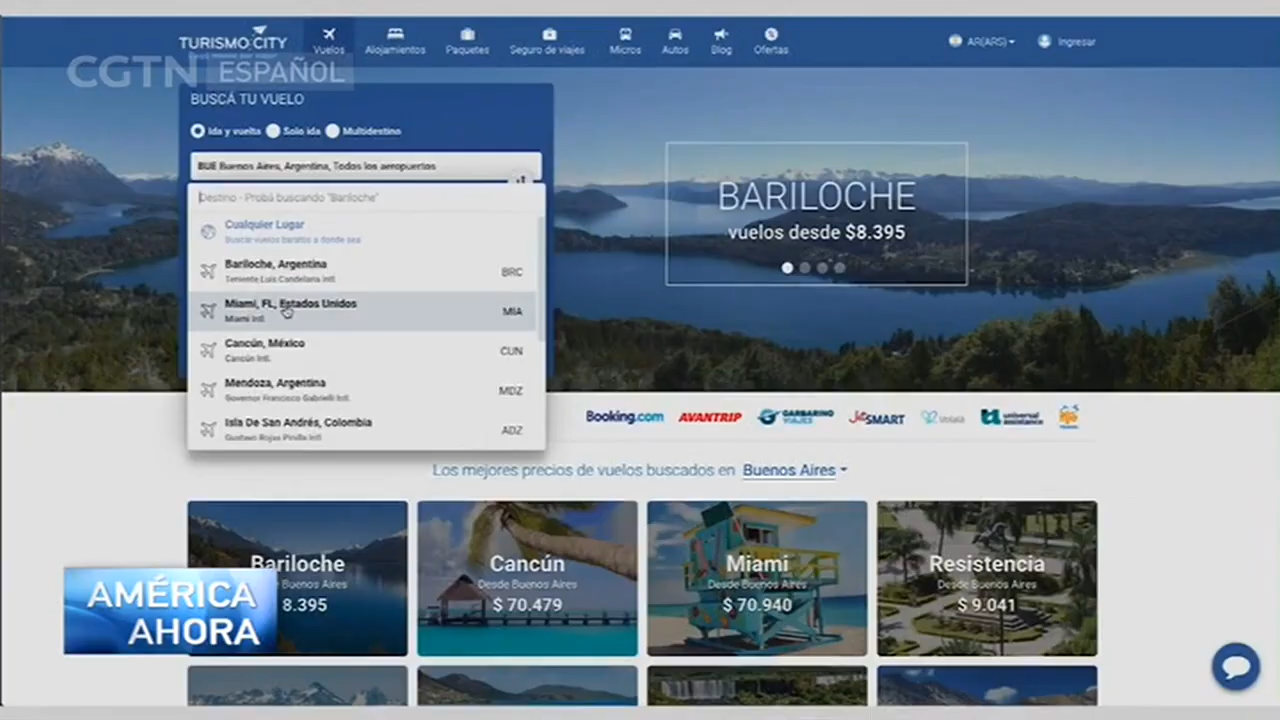 TURISMO CITY
Vuelos
Alojamientos
Paquetes
Seguro de viajes
Micros
Autos
Blog
Ofertas
AR(ARS)
Ingresar
CGTN ESPAÑOL
BUSCÁ TU VUELO
Ida y vuelta
Solo ida
Multidestino
BUE Buenos Aires, Argentina, Todos los aeropuertos
Destino - Probá buscando "Bariloche"
Cualquier Lugar
Buscar vuelos baratos a donde sea
Bariloche, Argentina
BRC
Teniente Luis Candelaria Intl.
Miami, FL, Estados Unidos
MIA
Miami Intl.
Cancún, México
CUN
Cancún Intl.
Mendoza, Argentina
MDZ
Governor Francisco Gabrielli Intl.
Isla De San Andrés, Colombia
ADZ
Gustavo Rojas Pinilla Intl.
BARILOCHE
vuelos desde $8.395
Booking.com
AVANTRIP
GARBARINO
VIAJES
JetSMART
Volalá
universal
assistance
Los mejores precios de vuelos buscados en Buenos Aires
Bariloche
Desde Buenos Aires
8.395
Cancún
Desde Buenos Aires
$ 70.479
Miami
Desde Buenos Aires
$ 70.940
Resistencia
Desde Buenos Aires
$ 9.041
AMÉRICA
AHORA